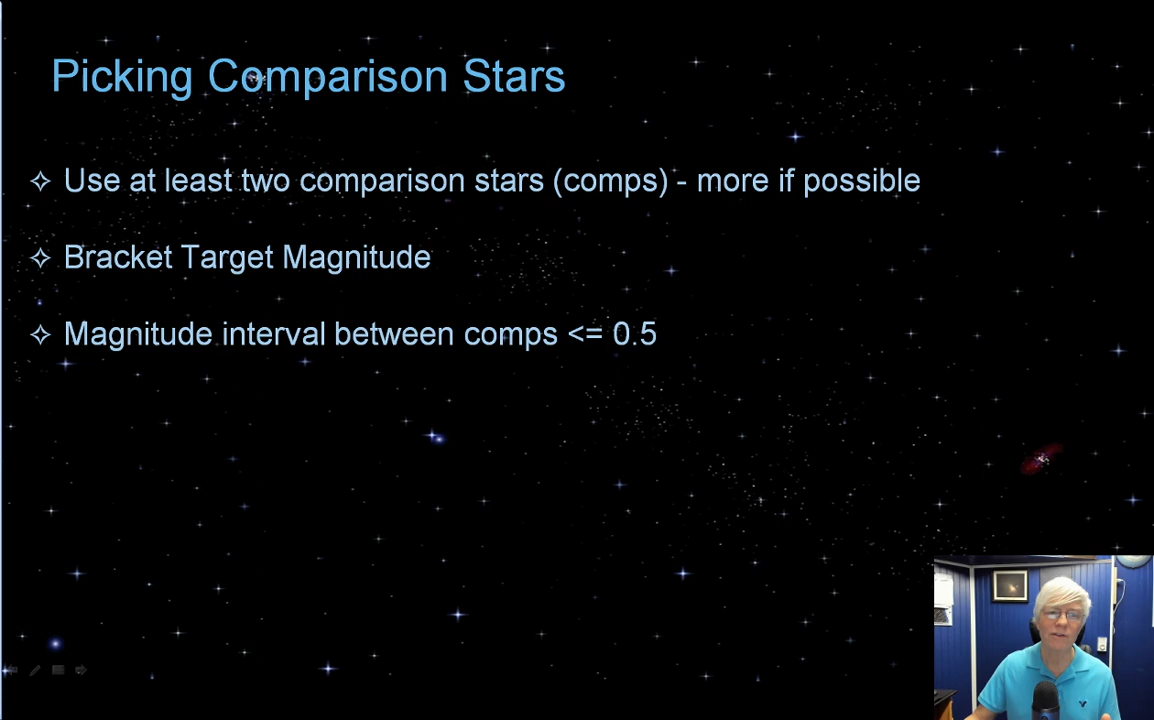 Picking Comparison Stars
Use at least two comparison stars (comps) - more if possible
Bracket Target Magnitude
Magnitude interval between comps <= 0.5